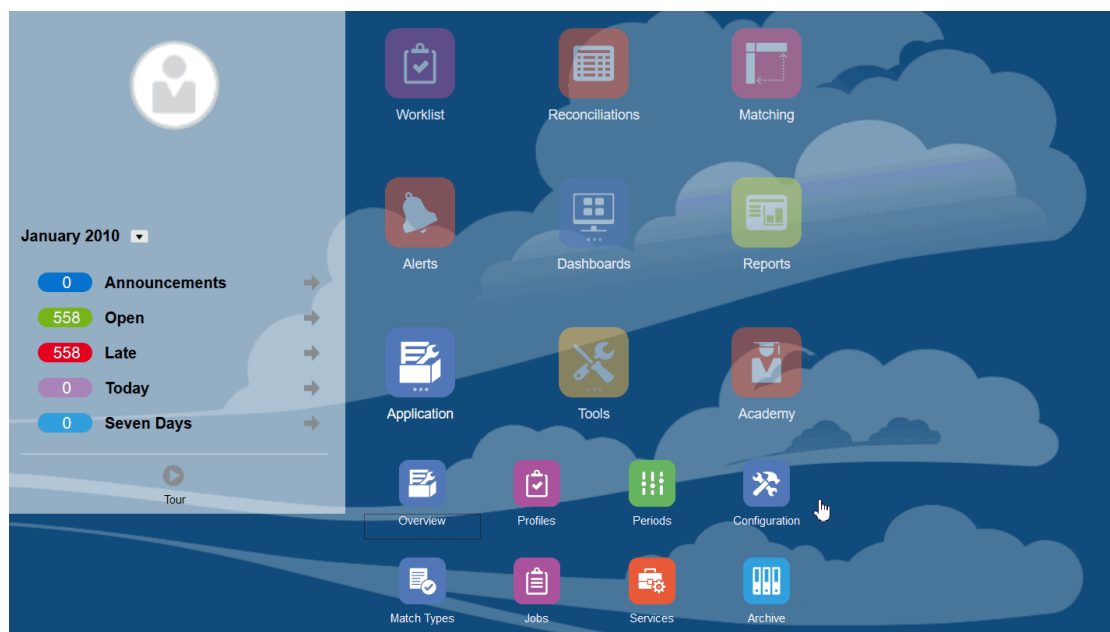 January 2010
0 Announcements
558 Open
558 Late
0 Today
0 Seven Days
Tour
Worklist
Reconciliations
Matching
Alerts
Dashboards
Reports
Application
Tools
Academy
Overview
Profiles
Periods
Configuration
Match Types
Jobs
Services
Archive